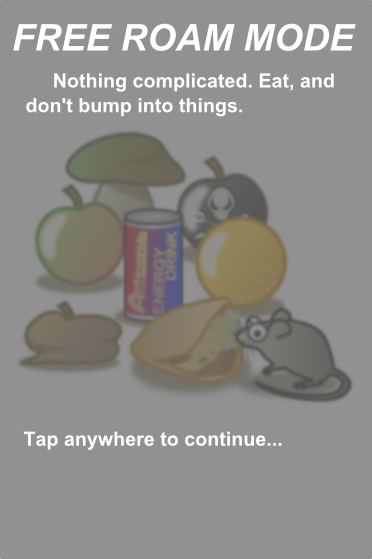 FREE ROAM MODE
Nothing complicated. Eat, and
don't bump into things.
ENERGY
DRINK
Tap anywhere to continue...